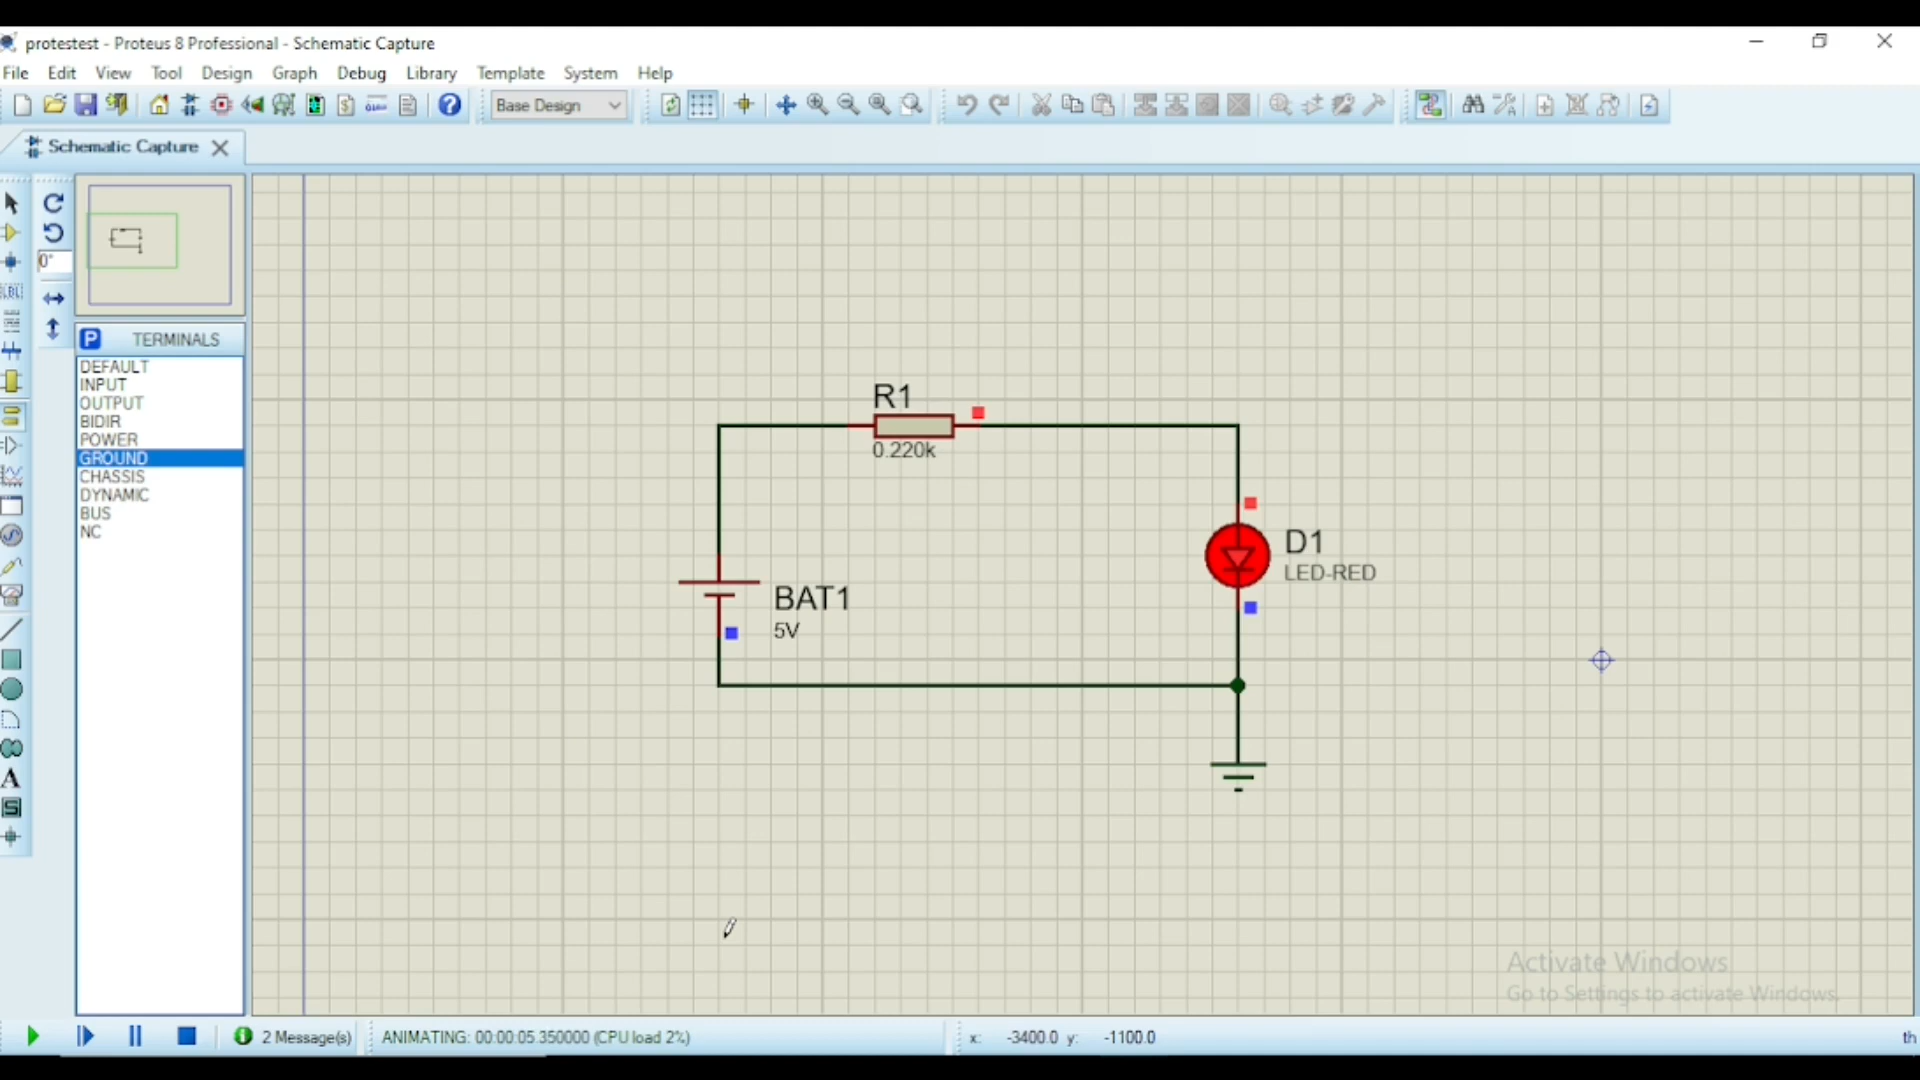 protestest - Proteus 8 Professional - Schematic Capture
File Edit View Tool Design Graph Debug Library Template System Help
Base Design
Schematic Capture
0°
LBL
P TERMINALS
DEFAULT
INPUT
OUTPUT
BIDIR
POWER
GROUND
CHASSIS
DYNAMIC
BUS
NC
A
S
R1
0.220k
D1
LED-RED
BAT1
5V
Activate Windows
Go to Settings to activate Windows.
2 Message(s) ANIMATING: 00:00:05.350000 (CPU load 2%) x: -3400.0 y: -1100.0 th